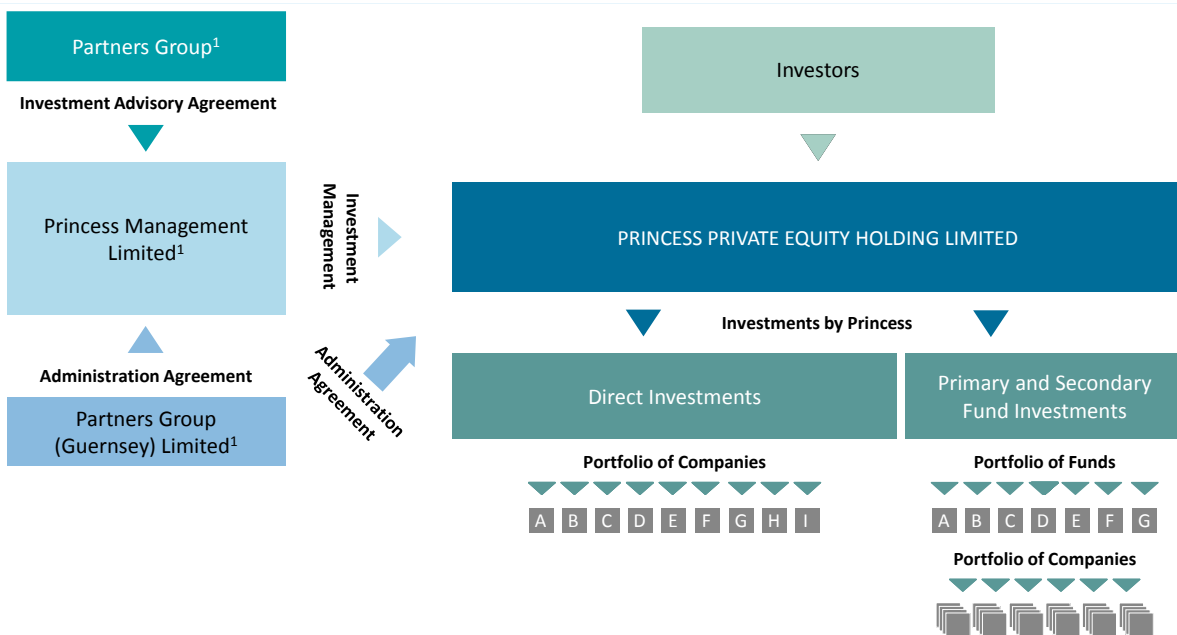 Partners Group¹
Investment Advisory Agreement
Princess Management
Limited¹
Administration Agreement
Partners Group
(Guernsey) Limited¹
Investment
Management
Administration
Agreement
Investors
PRINCESS PRIVATE EQUITY HOLDING LIMITED
Investments by Princess
Direct Investments
Primary and Secondary
Fund Investments
Portfolio of Companies
A B C D E F G H I
Portfolio of Funds
A B C D E F G
Portfolio of Companies